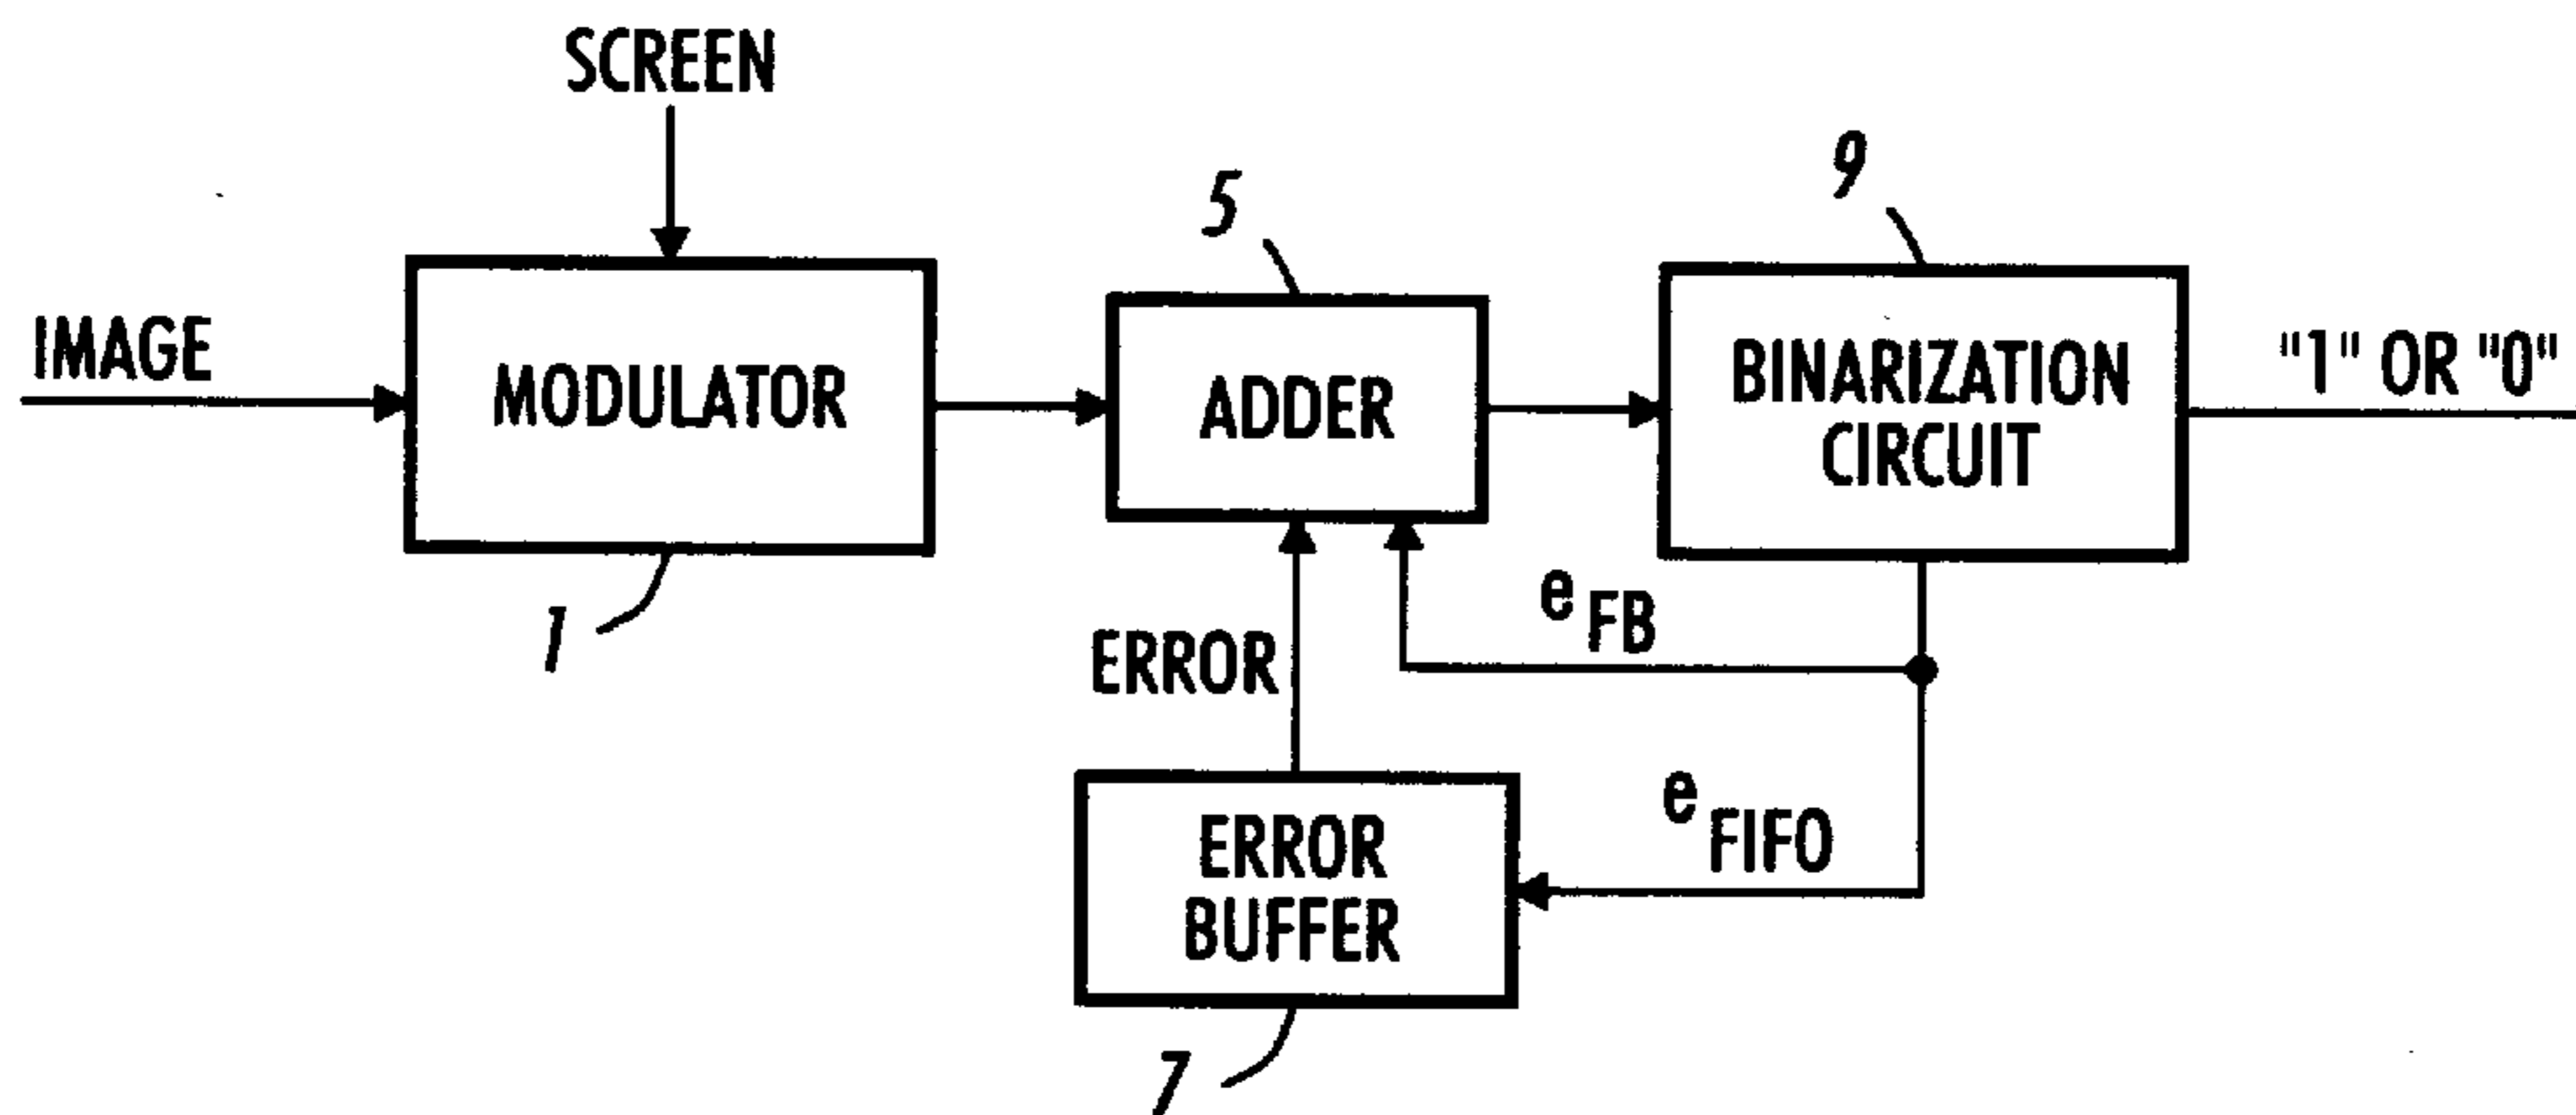 SCREEN
IMAGE
MODULATOR
1
5
ADDER
9
BINARIZATION
CIRCUIT
"1" OR "0"
e FB
ERROR
e FIFO
ERROR
BUFFER
7